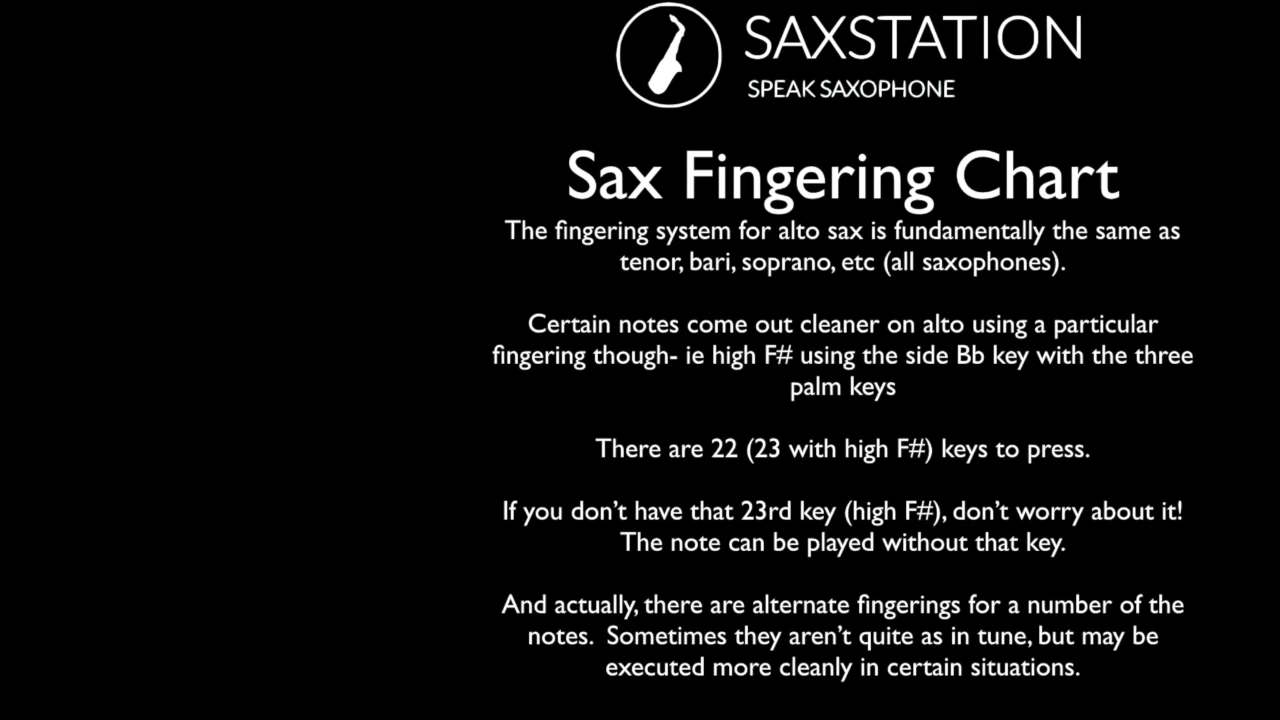 SAXSTATION
SPEAK SAXOPHONE
Sax Fingering Chart
The fingering system for alto sax is fundamentally the same as
tenor, bari, soprano, etc (all saxophones).
Certain notes come out cleaner on alto using a particular
fingering though- ie high F# using the side Bb key with the three
palm keys
There are 22 (23 with high F#) keys to press.
If you don't have that 23rd key (high F#), don't worry about it!
The note can be played without that key.
And actually, there are alternate fingerings for a number of the
notes.  Sometimes they aren't quite as in tune, but may be
executed more cleanly in certain situations.